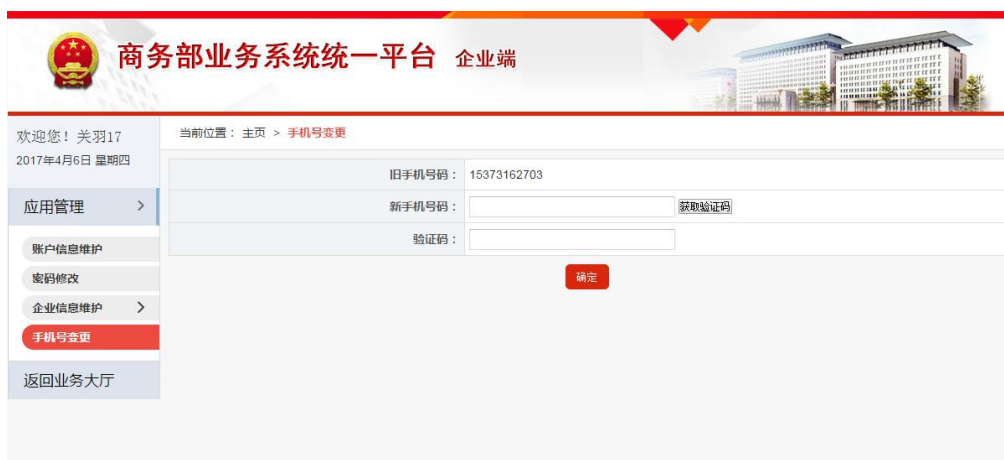 商务部业务系统统一平台 企业端
欢迎您！关羽17
2017年4月6日 星期四
当前位置： 主页 > 手机号变更
旧手机号码： 15373162703
新手机号码： 获取验证码
验证码：
确定
应用管理 >
账户信息维护
密码修改
企业信息维护 >
手机号变更
返回业务大厅